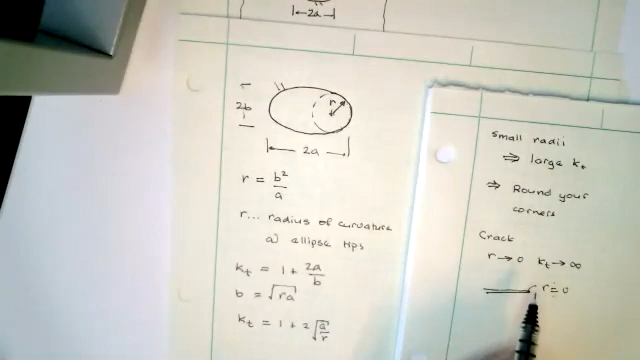 2a
2b
r
2a
r = b²/a
r... radius of curvature
@ ellipse tips
kₜ = 1 + 2a/b
b = √ra
kₜ = 1 + 2√a/r
small radii
⇒ large kₜ
⇒ Round your
corners
Crack
r → 0 kₜ → ∞
r ≐ 0